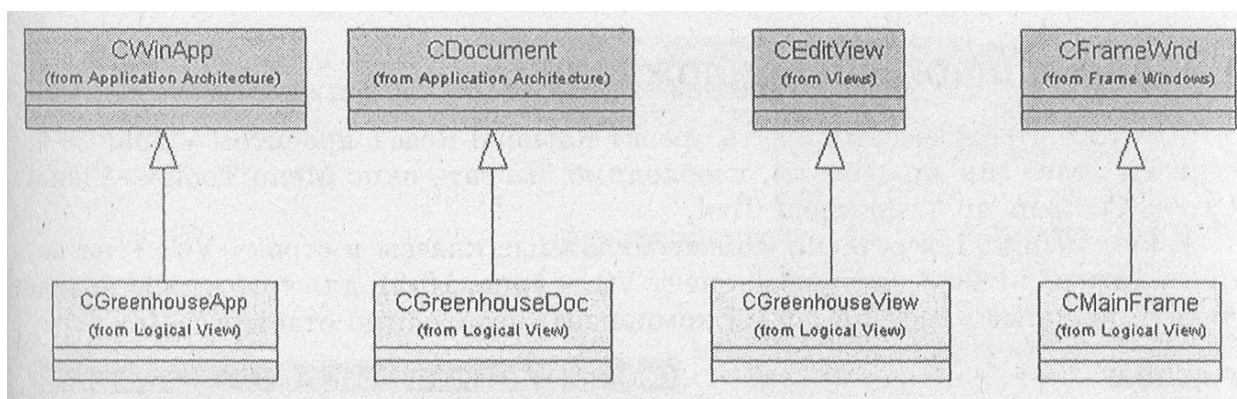 CWinApp
(from Application Architecture)
CDocument
(from Application Architecture)
CEditView
(from Views)
CFrameWnd
(from Frame Windows)
CGreenhouseApp
(from Logical View)
CGreenhouseDoc
(from Logical View)
CGreenhouseView
(from Logical View)
CMainFrame
(from Logical View)